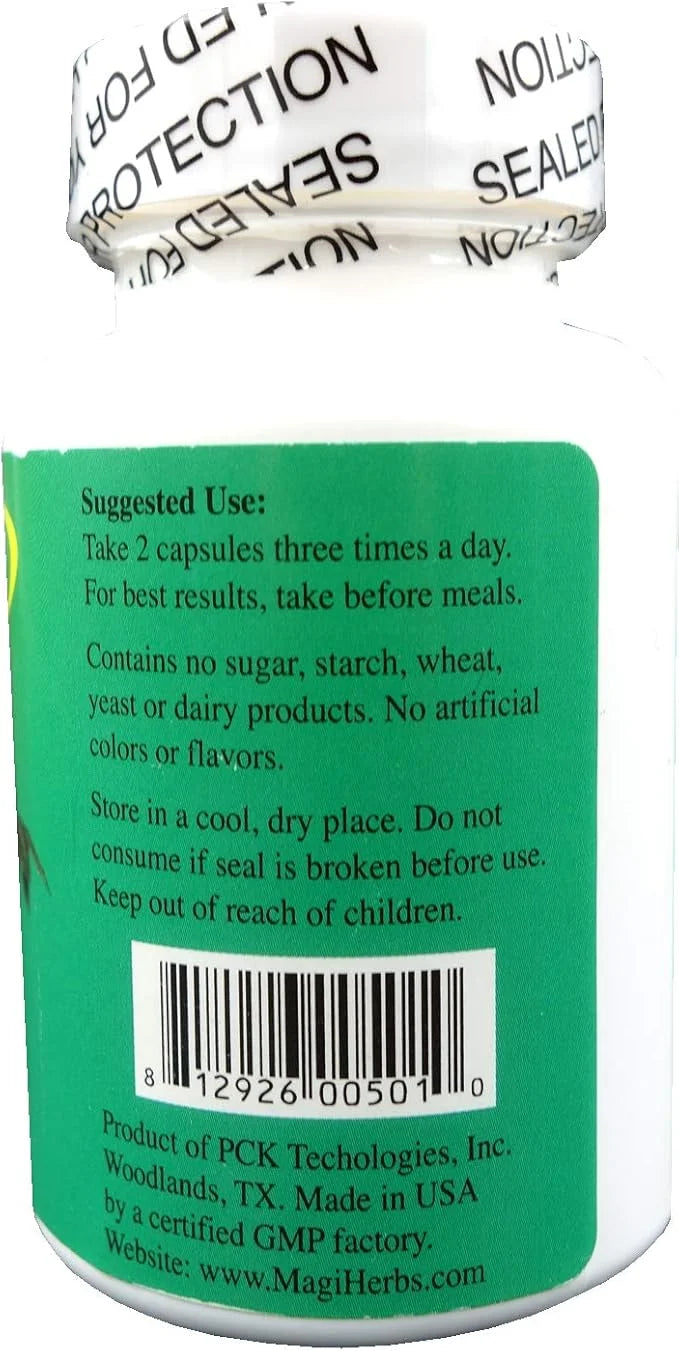 PROTECTION
SEALED
SEALED
Suggested Use:
Take 2 capsules three times a day.
For best results, take before meals.
Contains no sugar, starch, wheat,
yeast or dairy products. No artificial
colors or flavors.
Store in a cool, dry place. Do not
consume if seal is broken before use.
Keep out of reach of children.
8 12926 00501 0
Product of PCK Techologies, Inc.
Woodlands, TX. Made in USA
by a certified GMP factory.
Website: www.MagiHerbs.com